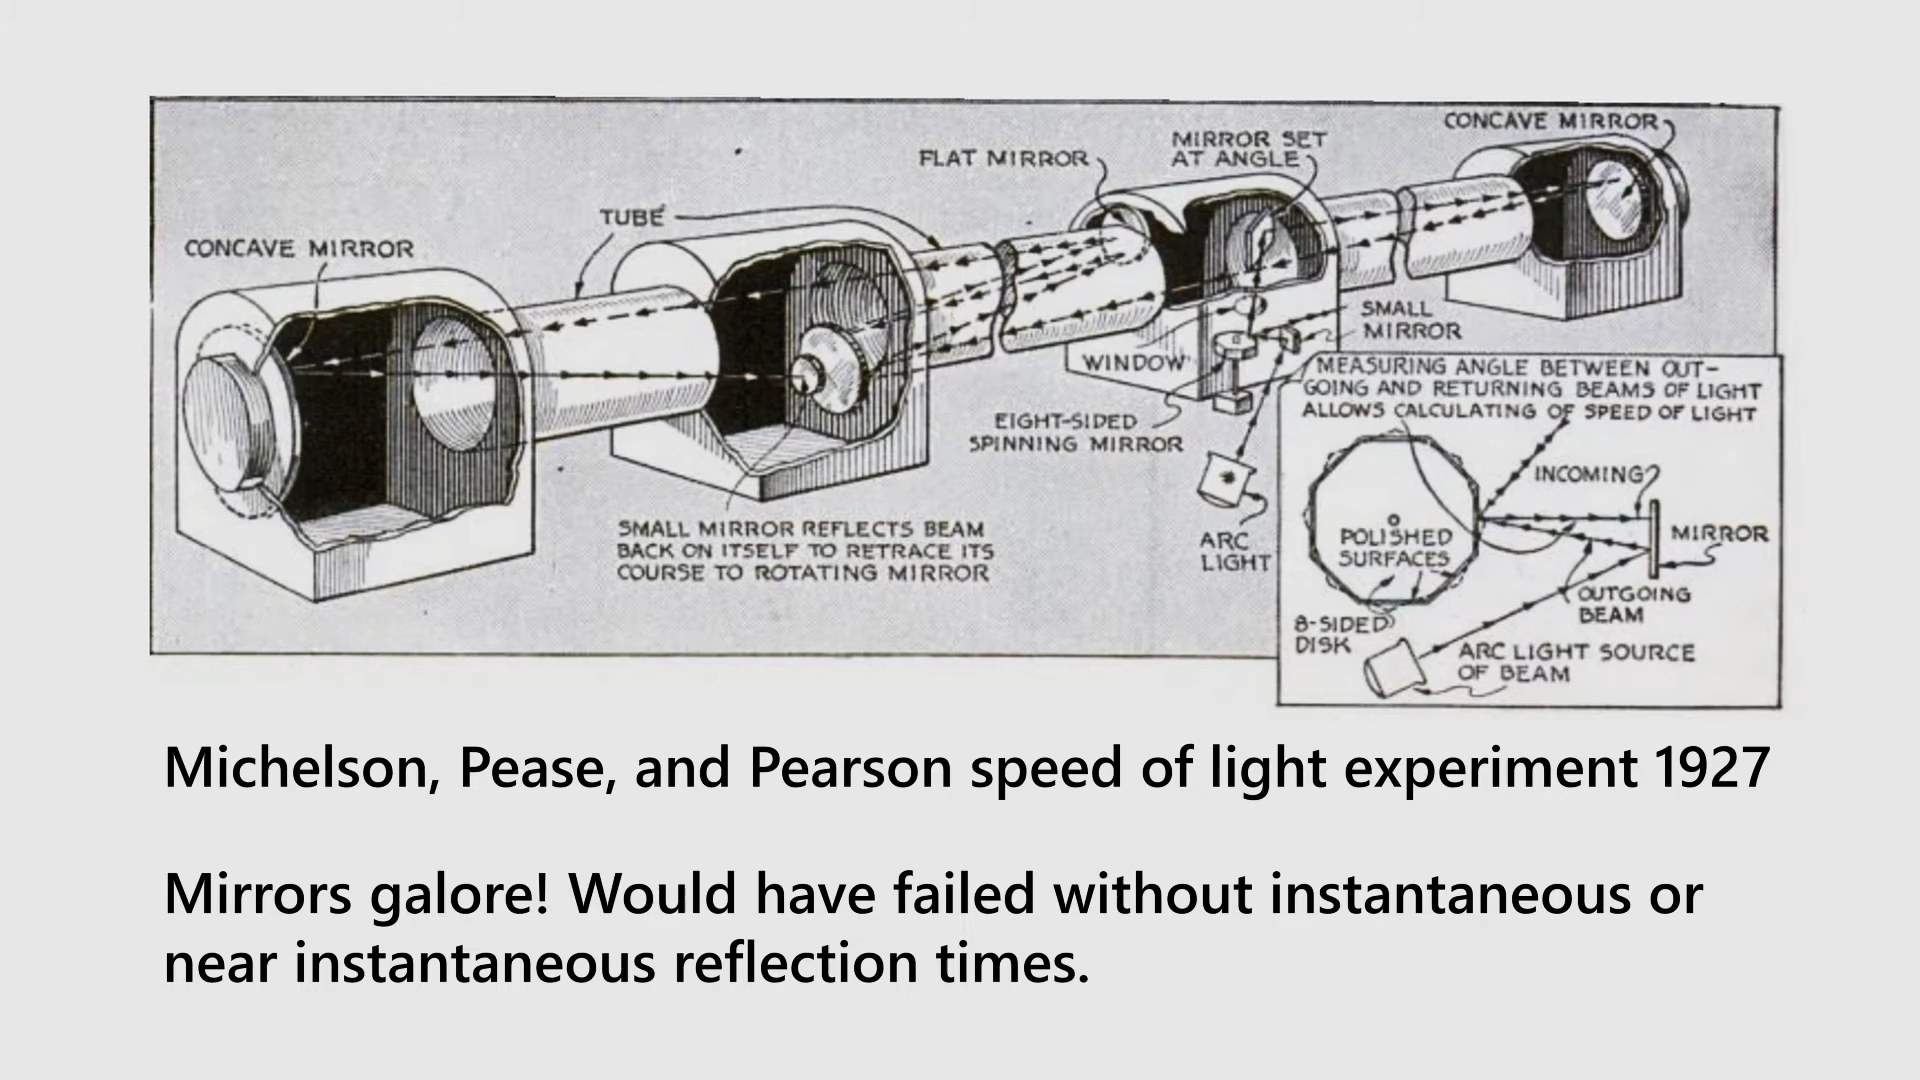 CONCAVE MIRROR
MIRROR SET
AT ANGLE
FLAT MIRROR
TUBE
CONCAVE MIRROR
SMALL
MIRROR
WINDOW
EIGHT-SIDED
SPINNING MIRROR
ARC
LIGHT
SMALL MIRROR REFLECTS BEAM
BACK ON ITSELF TO RETRACE ITS
COURSE TO ROTATING MIRROR
MEASURING ANGLE BETWEEN OUT-
GOING AND RETURNING BEAMS OF LIGHT
ALLOWS CALCULATING OF SPEED OF LIGHT
INCOMING
POLISHED
SURFACES
MIRROR
OUTGOING
BEAM
8-SIDED
DISK
ARC LIGHT SOURCE
OF BEAM
Michelson, Pease, and Pearson speed of light experiment 1927
Mirrors galore! Would have failed without instantaneous or
near instantaneous reflection times.